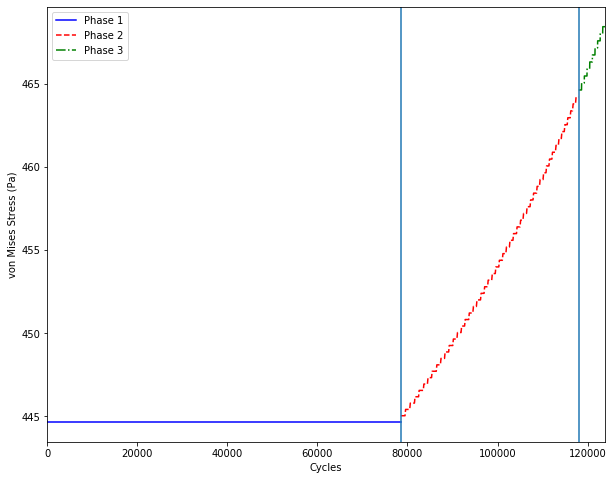 Phase 1
Phase 2
Phase 3
465
460
455
450
445
von Mises Stress (Pa)
0 20000 40000 60000 80000 100000 120000
Cycles